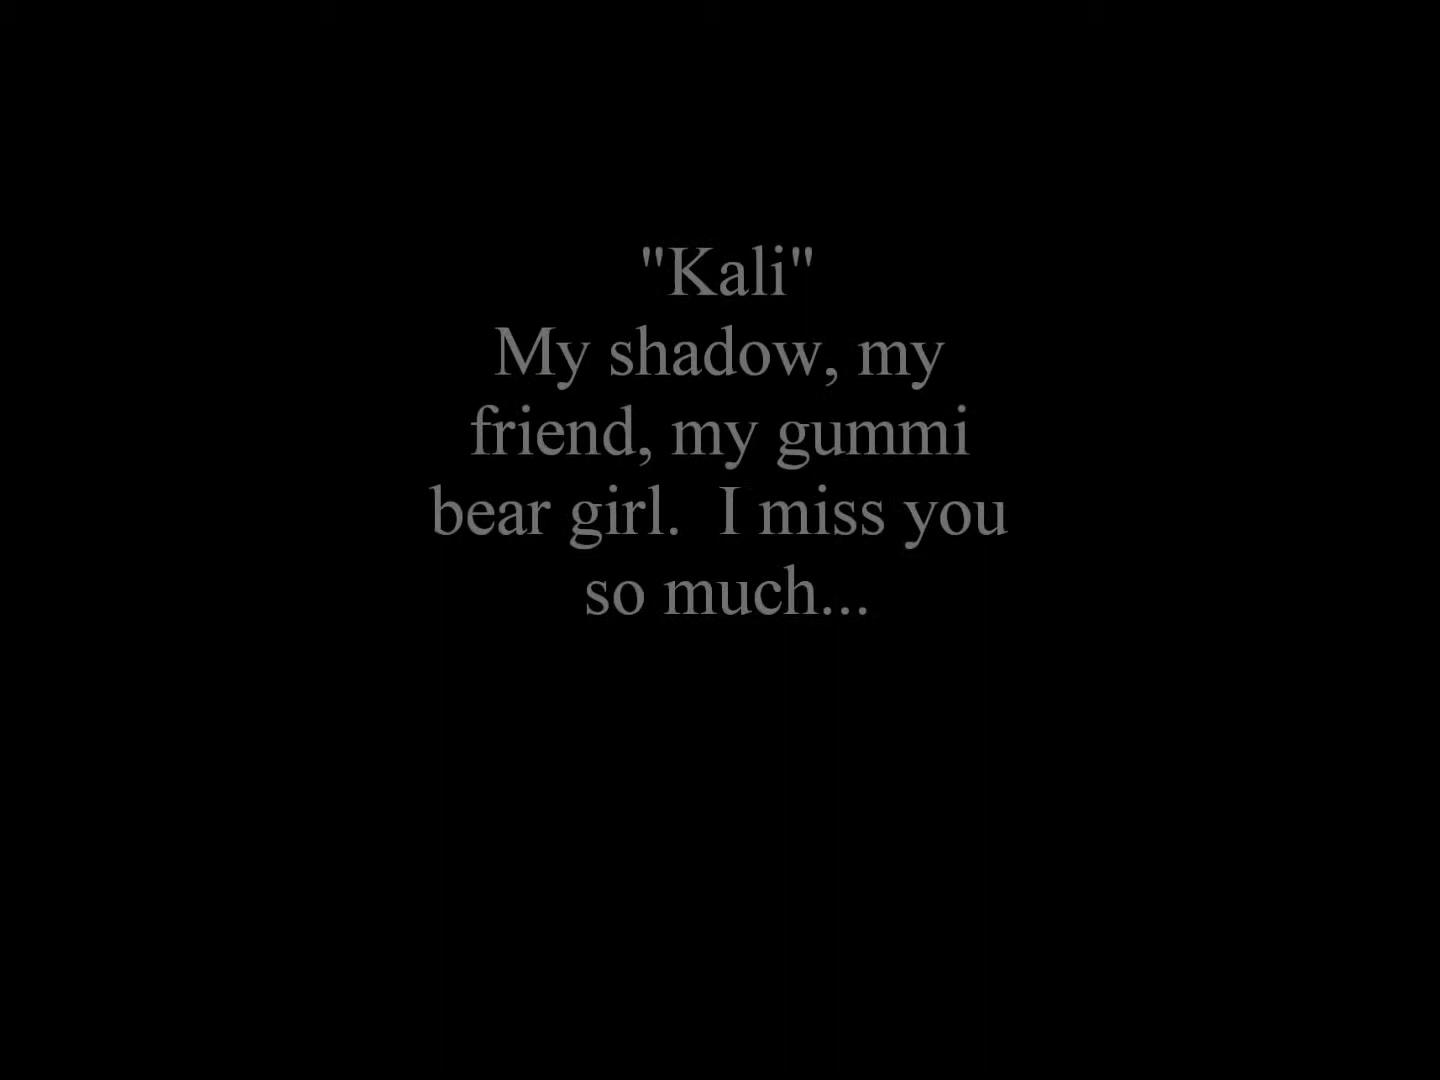 "Kali"
My shadow, my
friend, my gummi
bear girl.  I miss you
so much...